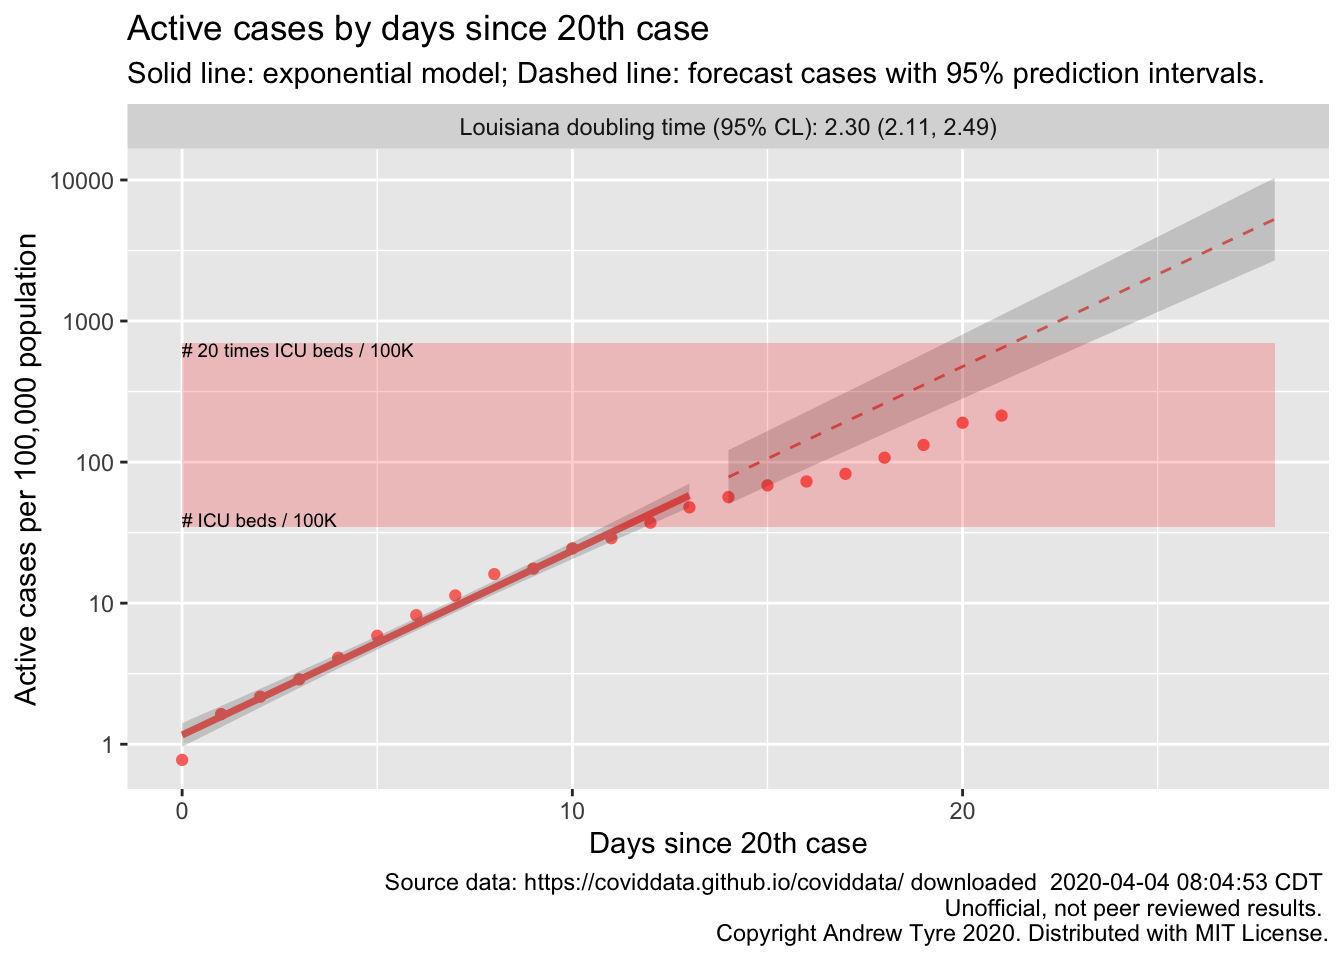 Active cases by days since 20th case
Solid line: exponential model; Dashed line: forecast cases with 95% prediction intervals.
Louisiana doubling time (95% CL): 2.30 (2.11, 2.49)
Active cases per 100,000 population
10000
1000
100
10
1
# 20 times ICU beds / 100K
# ICU beds / 100K
0
10
20
Days since 20th case
Source data: https://coviddata.github.io/coviddata/ downloaded  2020-04-04 08:04:53 CDT
Unofficial, not peer reviewed results.
Copyright Andrew Tyre 2020. Distributed with MIT License.